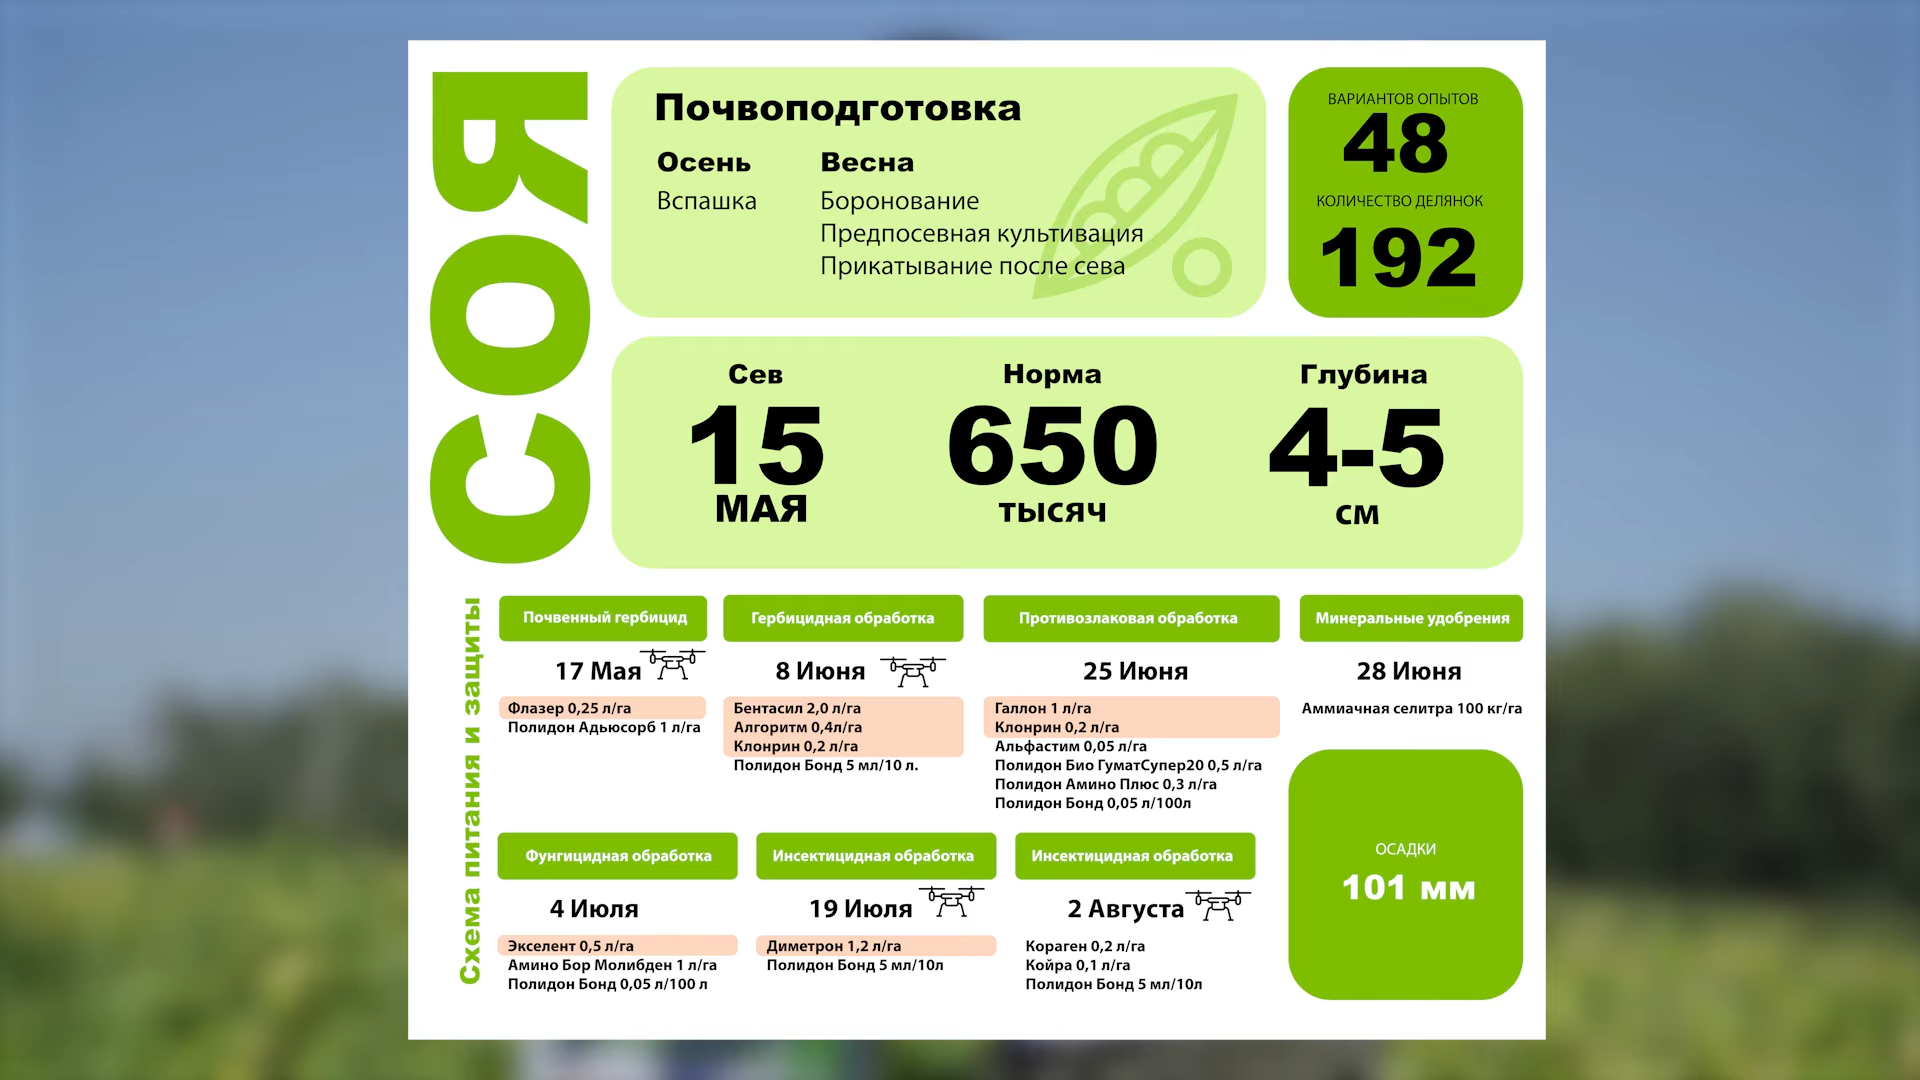 СОЯ
Почвоподготовка
Осень
Вспашка
Весна
Боронование
Предпосевная культивация
Прикатывание после сева
ВАРИАНТОВ ОПЫТОВ
48
КОЛИЧЕСТВО ДЕЛЯНОК
192
Сев
15
МАЯ
Норма
650
тысяч
Глубина
4-5
см
Схема питания и защиты
Почвенный гербицид
17 Мая
Флазер 0,25 л/га
Полидон Адьюсорб 1 л/га
Гербицидная обработка
8 Июня
Бентасил 2,0 л/га
Алгоритм 0,4л/га
Клонрин 0,2 л/га
Полидон Бонд 5 мл/10 л.
Противозлаковая обработка
25 Июня
Галлон 1 л/га
Клонрин 0,2 л/га
Альфастим 0,05 л/га
Полидон Био ГуматСупер20 0,5 л/га
Полидон Амино Плюс 0,3 л/га
Полидон Бонд 0,05 л/100л
Минеральные удобрения
28 Июня
Аммиачная селитра 100 кг/га
Фунгицидная обработка
4 Июля
Экселент 0,5 л/га
Амино Бор Молибден 1 л/га
Полидон Бонд 0,05 л/100 л
Инсектицидная обработка
19 Июля
Диметрон 1,2 л/га
Полидон Бонд 5 мл/10л
Инсектицидная обработка
2 Августа
Кораген 0,2 л/га
Койра 0,1 л/га
Полидон Бонд 5 мл/10л
ОСАДКИ
101 мм